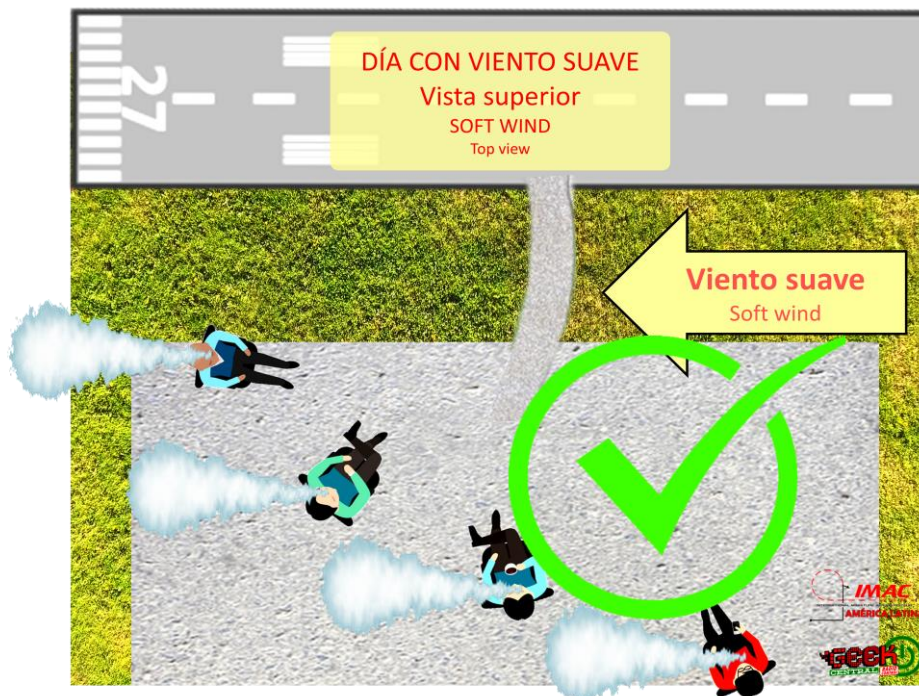 DÍA CON VIENTO SUAVE
Vista superior
SOFT WIND
Top view
27
Viento suave
Soft wind
IMAC
AMÉRICA LATINA
GEEK
CENTRAL